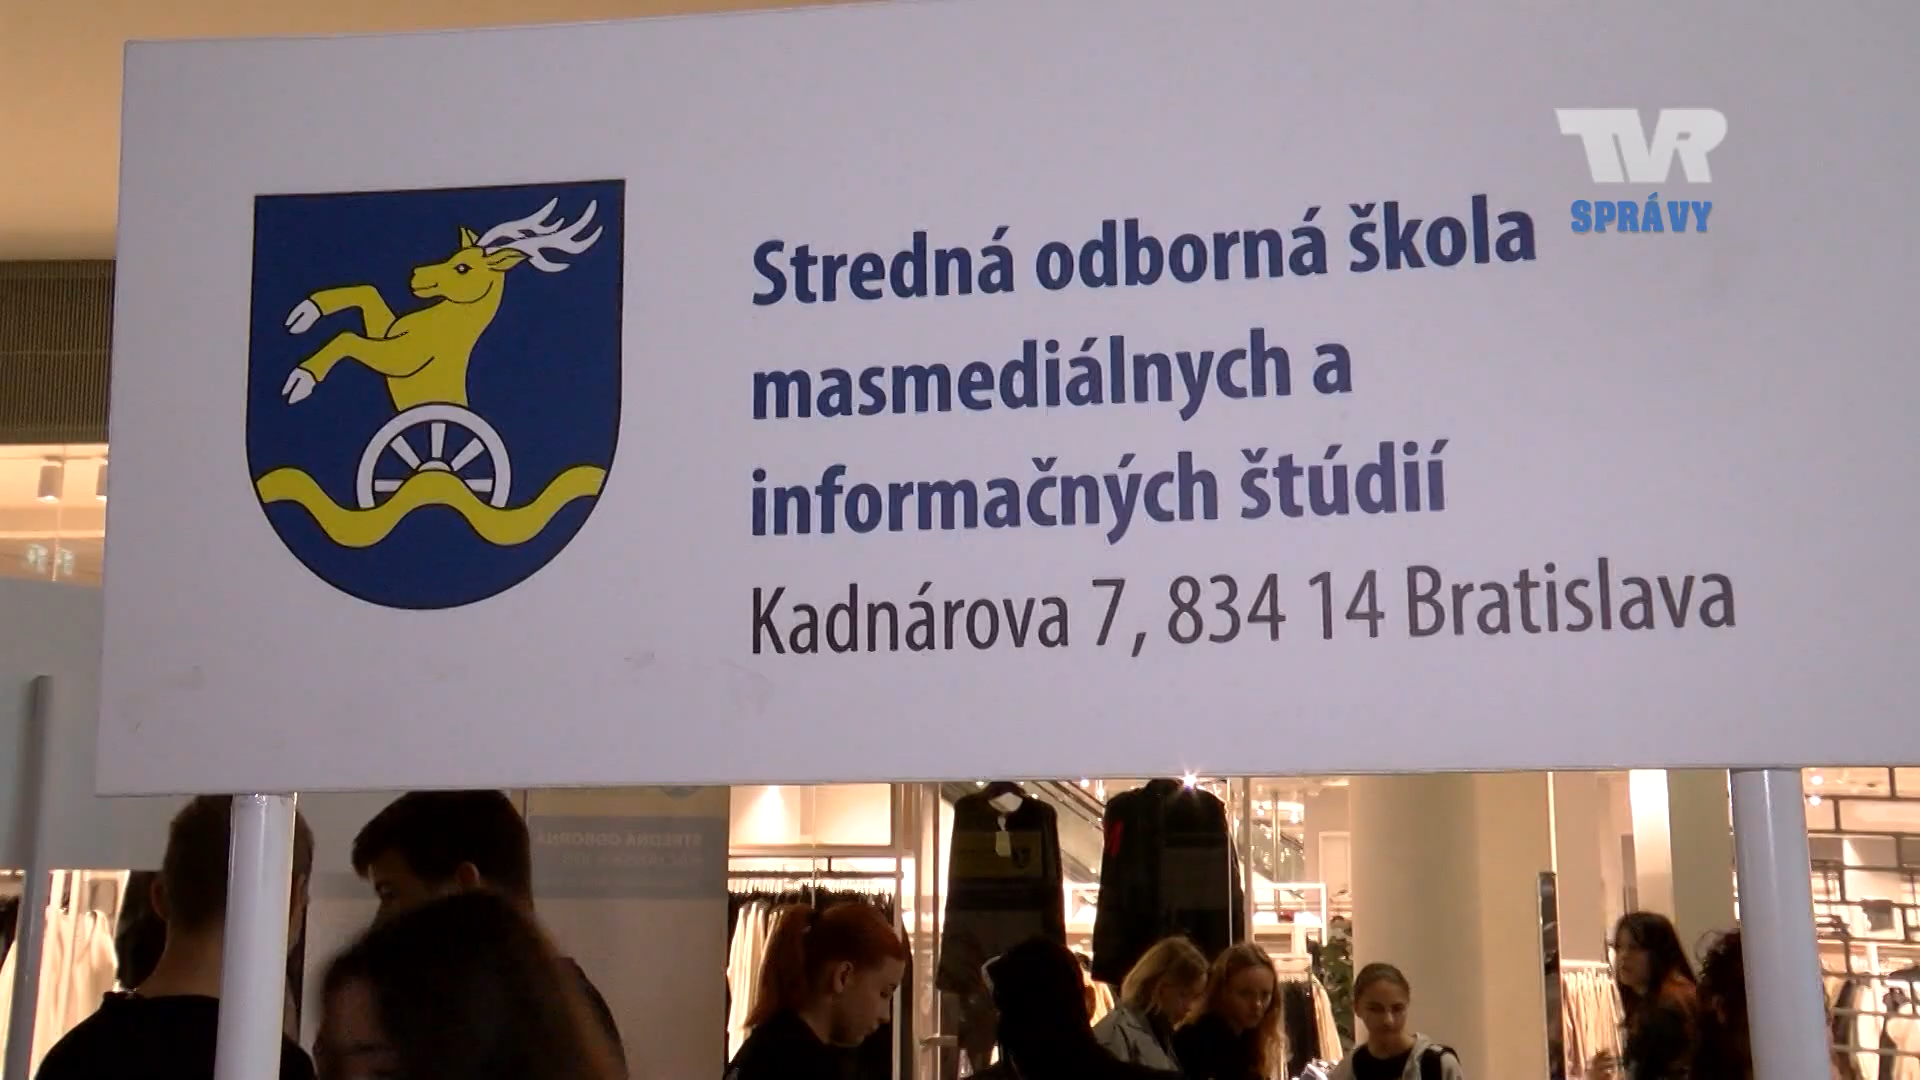 TVR
SPRÁVY
Stredná odborná škola
masmediálnych a
informačných štúdií
Kadnárova 7, 834 14 Bratislava